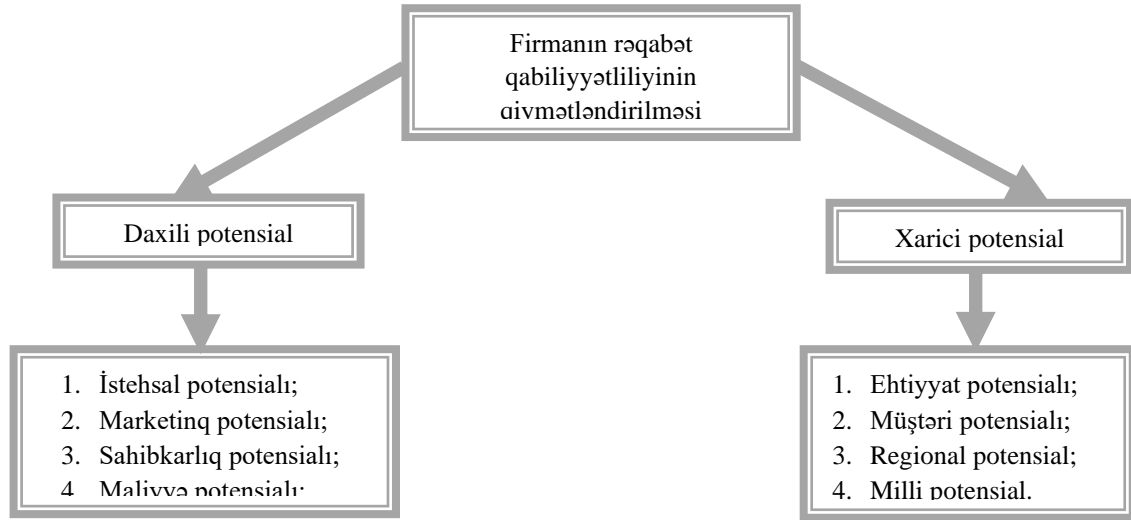 Firmanın rəqabət
qabiliyyətliliyinin
qiymətləndirilməsi
Daxili potensial
Xarici potensial
1. İstehsal potensialı;
2. Marketinq potensialı;
3. Sahibkarlıq potensialı;
4. Maliyyə potensialı;
1. Ehtiyyat potensialı;
2. Müştəri potensialı;
3. Regional potensial;
4. Milli potensial.